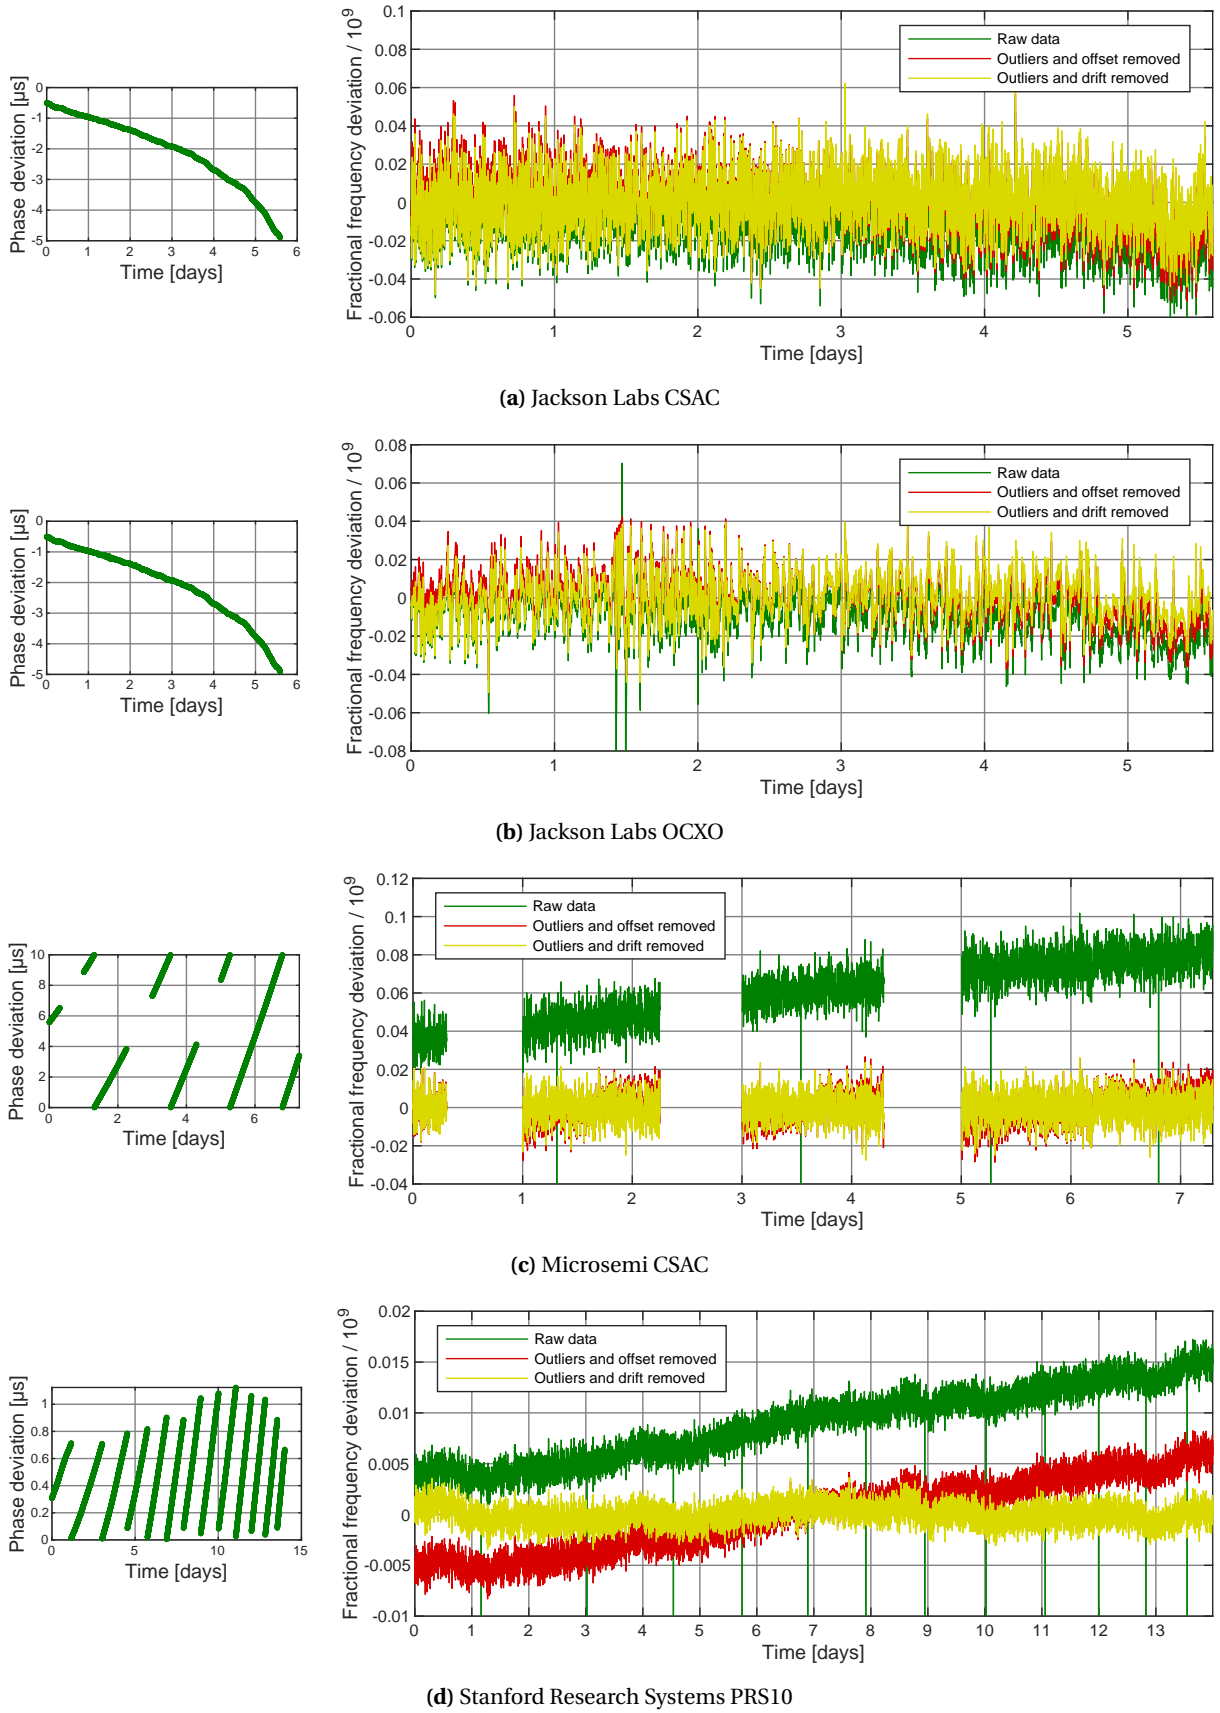 Phase deviation [µs]
0
-1
-2
-3
-4
-5
0 1 2 3 4 5 6
Time [days]
Fractional frequency deviation / 10^9
0.1
0.08
0.06
0.04
0.02
0
-0.02
-0.04
-0.06
0 1 2 3 4 5
Time [days]
Raw data
Outliers and offset removed
Outliers and drift removed
(a) Jackson Labs CSAC
Phase deviation [µs]
0
-1
-2
-3
-4
-5
0 1 2 3 4 5 6
Time [days]
Fractional frequency deviation / 10^9
0.08
0.06
0.04
0.02
0
-0.02
-0.04
-0.06
-0.08
0 1 2 3 4 5
Time [days]
Raw data
Outliers and offset removed
Outliers and drift removed
(b) Jackson Labs OCXO
Phase deviation [µs]
10
8
6
4
2
0
0 2 4 6
Time [days]
Fractional frequency deviation / 10^9
0.12
0.1
0.08
0.06
0.04
0.02
0
-0.02
-0.04
0 1 2 3 4 5 6 7
Time [days]
Raw data
Outliers and offset removed
Outliers and drift removed
(c) Microsemi CSAC
Phase deviation [µs]
1
0.8
0.6
0.4
0.2
0
0 5 10 15
Time [days]
Fractional frequency deviation / 10^9
0.02
0.015
0.01
0.005
0
-0.005
-0.01
0 1 2 3 4 5 6 7 8 9 10 11 12 13
Time [days]
Raw data
Outliers and offset removed
Outliers and drift removed
(d) Stanford Research Systems PRS10